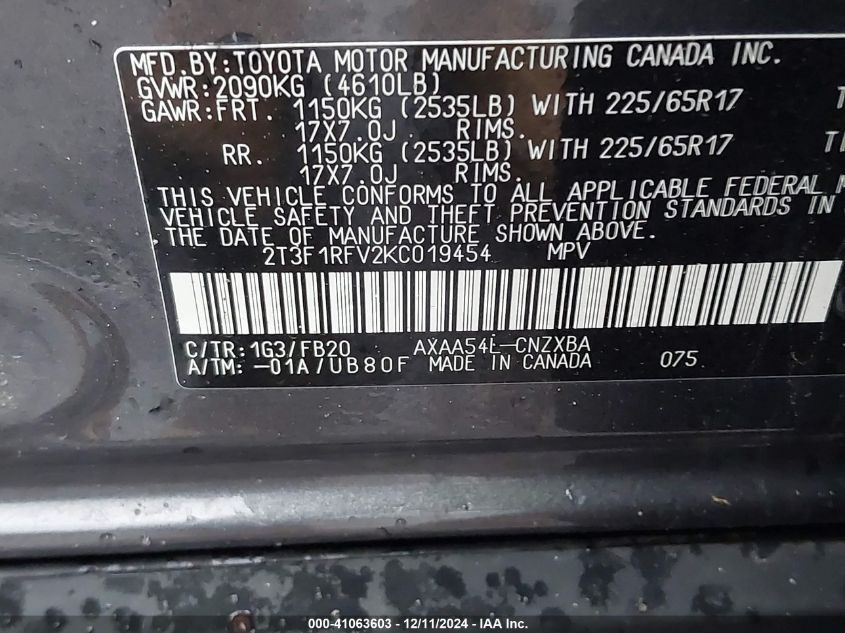 MFD.BY:TOYOTA MOTOR MANUFACTURING CANADA INC.
GVWR:2090KG (4610LB)
GAWR:FRT. 1150KG (2535LB) WITH 225/65R17
17X7.0J RIMS.
RR. 1150KG (2535LB) WITH 225/65R17
17X7.0J RIMS.
THIS VEHICLE CONFORMS TO ALL APPLICABLE FEDERAL
VEHICLE SAFETY AND THEFT PREVENTION STANDARDS IN
THE DATE OF MANUFACTURE SHOWN ABOVE.
2T3F1RFV2KC019454 MPV
C/TR:1G3/FB20 AXAA54L-CNZXBA
A/TM: -01A/UB80F MADE IN CANADA 075
000-41063603 - 12/11/2024 - IAA Inc.